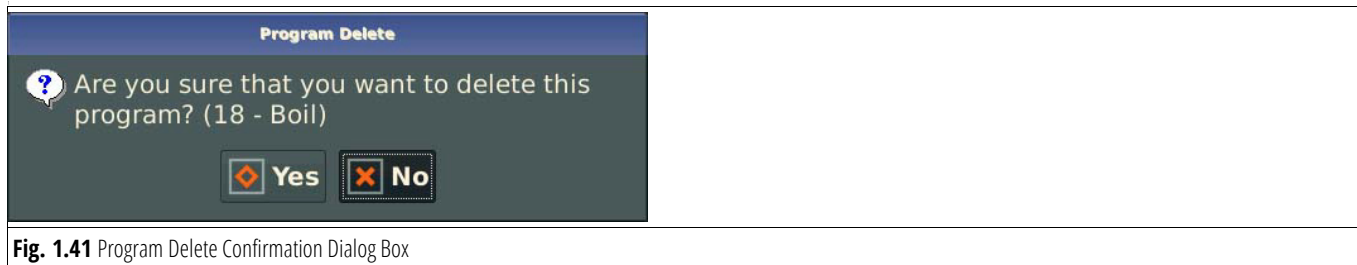 Program Delete
Are you sure that you want to delete this
program? (18 - Boil)
Yes No
Fig. 1.41 Program Delete Confirmation Dialog Box